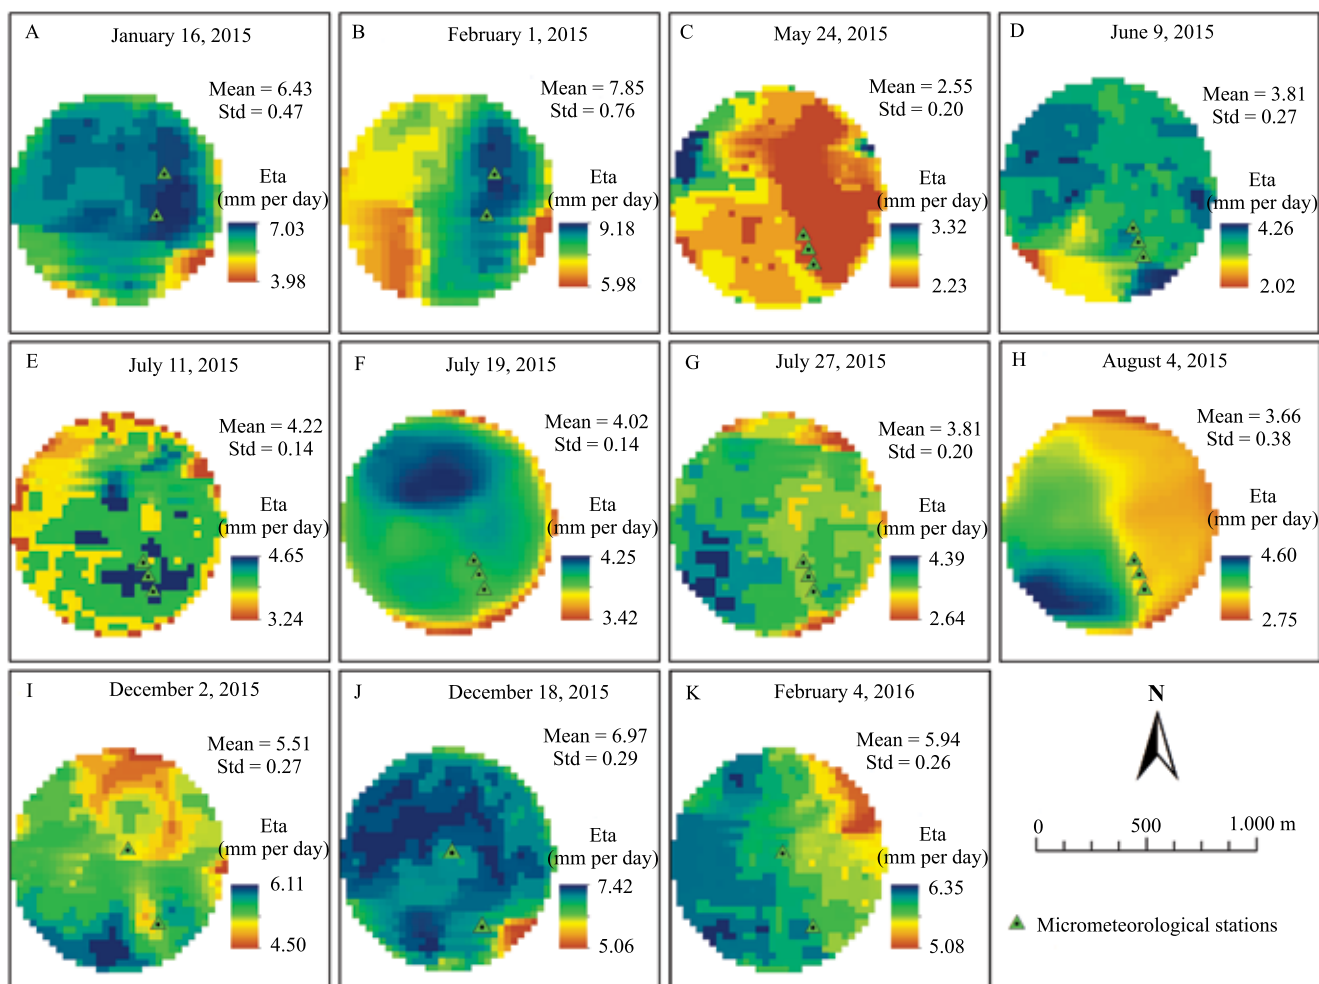 A
January 16, 2015
Mean = 6.43
Std = 0.47
Eta
(mm per day)
7.03
3.98
B
February 1, 2015
Mean = 7.85
Std = 0.76
Eta
(mm per day)
9.18
5.98
C
May 24, 2015
Mean = 2.55
Std = 0.20
Eta
(mm per day)
3.32
2.23
D
June 9, 2015
Mean = 3.81
Std = 0.27
Eta
(mm per day)
4.26
2.02
E
July 11, 2015
Mean = 4.22
Std = 0.14
Eta
(mm per day)
4.65
3.24
F
July 19, 2015
Mean = 4.02
Std = 0.14
Eta
(mm per day)
4.25
3.42
G
July 27, 2015
Mean = 3.81
Std = 0.20
Eta
(mm per day)
4.39
2.64
H
August 4, 2015
Mean = 3.66
Std = 0.38
Eta
(mm per day)
4.60
2.75
I
December 2, 2015
Mean = 5.51
Std = 0.27
Eta
(mm per day)
6.11
4.50
J
December 18, 2015
Mean = 6.97
Std = 0.29
Eta
(mm per day)
7.42
5.06
K
February 4, 2016
Mean = 5.94
Std = 0.26
Eta
(mm per day)
6.35
5.08
N
0 500 1.000 m
Micrometeorological stations